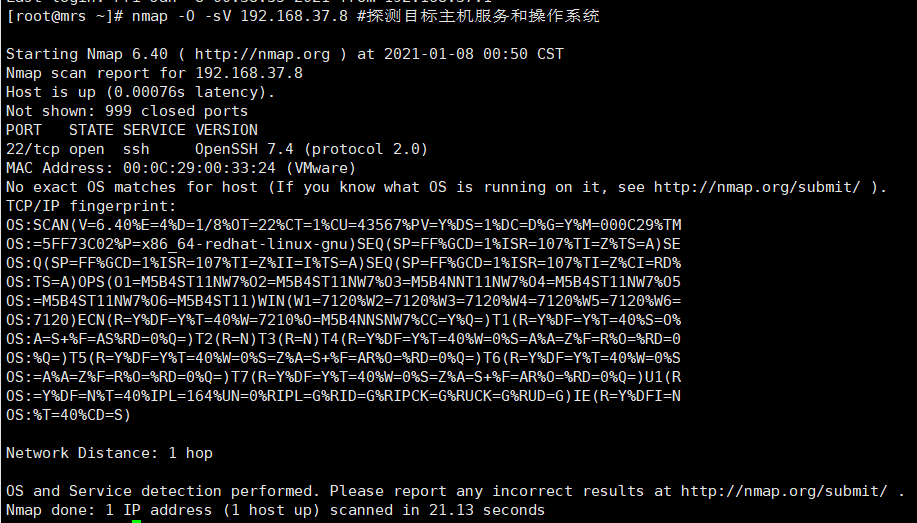 [root@mrs ~]# nmap -O -sV 192.168.37.8 #探测目标主机服务和操作系统
Starting Nmap 6.40 ( http://nmap.org ) at 2021-01-08 00:50 CST
Nmap scan report for 192.168.37.8
Host is up (0.00076s latency).
Not shown: 999 closed ports
PORT   STATE SERVICE VERSION
22/tcp open  ssh     OpenSSH 7.4 (protocol 2.0)
MAC Address: 00:0C:29:00:33:24 (VMware)
No exact OS matches for host (If you know what OS is running on it, see http://nmap.org/submit/ ).
TCP/IP fingerprint:
OS:SCAN(V=6.40%E=4%D=1/8%OT=22%CT=1%CU=43567%PV=Y%DS=1%DC=D%G=Y%M=000C29%TM
OS:=5FF73C02%P=x86_64-redhat-linux-gnu)SEQ(SP=FF%GCD=1%ISR=107%TI=Z%TS=A)SE
OS:Q(SP=FF%GCD=1%ISR=107%TI=Z%II=I%TS=A)SEQ(SP=FF%GCD=1%ISR=107%TI=Z%CI=RD%
OS:TS=A)OPS(O1=M5B4ST11NW7%O2=M5B4ST11NW7%O3=M5B4NNT11NW7%O4=M5B4ST11NW7%O5
OS:=M5B4ST11NW7%O6=M5B4ST11)WIN(W1=7120%W2=7120%W3=7120%W4=7120%W5=7120%W6=
OS:7120)ECN(R=Y%DF=Y%T=40%W=7210%O=M5B4NNSNW7%CC=Y%Q=)T1(R=Y%DF=Y%T=40%S=O%
OS:A=S+%F=AS%RD=0%Q=)T2(R=N)T3(R=N)T4(R=Y%DF=Y%T=40%W=0%S=A%A=Z%F=R%O=%RD=0
OS:%Q=)T5(R=Y%DF=Y%T=40%W=0%S=Z%A=S+%F=AR%O=%RD=0%Q=)T6(R=Y%DF=Y%T=40%W=0%S
OS:=A%A=Z%F=R%O=%RD=0%Q=)T7(R=Y%DF=Y%T=40%W=0%S=Z%A=S+%F=AR%O=%RD=0%Q=)U1(R
OS:=Y%DF=N%T=40%IPL=164%UN=0%RIPL=G%RID=G%RIPCK=G%RUCK=G%RUD=G)IE(R=Y%DFI=N
OS:%T=40%CD=S)
Network Distance: 1 hop
OS and Service detection performed. Please report any incorrect results at http://nmap.org/submit/ .
Nmap done: 1 IP address (1 host up) scanned in 21.13 seconds